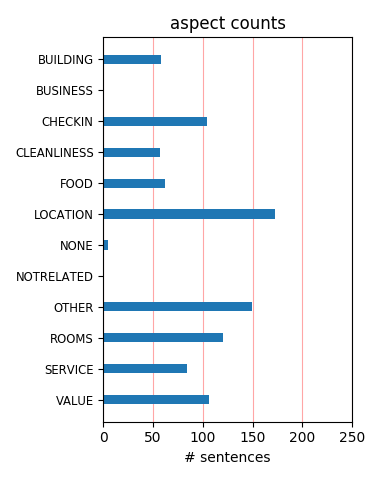 aspect counts
BUILDING
BUSINESS
CHECKIN
CLEANLINESS
FOOD
LOCATION
NONE
NOTRELATED
OTHER
ROOMS
SERVICE
VALUE
0 50 100 150 200 250
# sentences